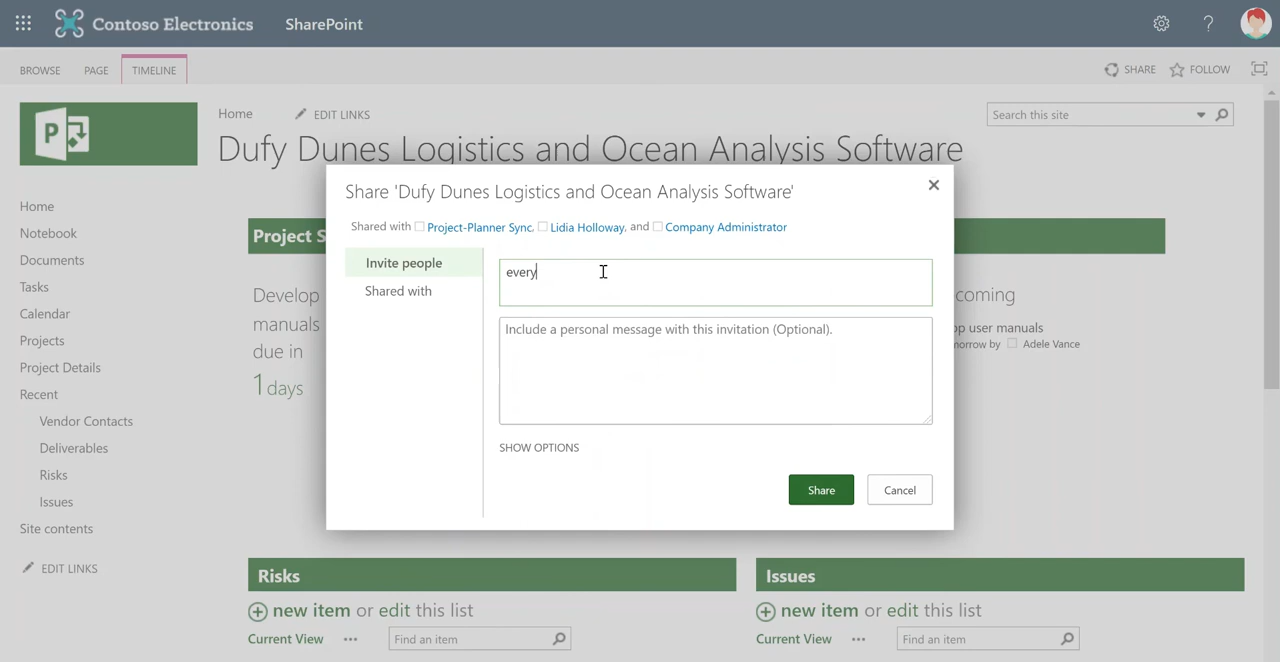 Contoso Electronics
SharePoint
BROWSE
PAGE
TIMELINE
SHARE
FOLLOW
Home
EDIT LINKS
Search this site
Dufy Dunes Logistics and Ocean Analysis Software
Home
Notebook
Documents
Tasks
Calendar
Projects
Project Details
Recent
Vendor Contacts
Deliverables
Risks
Issues
Site contents
EDIT LINKS
Project S
Develop
manuals
due in
1 days
Share 'Dufy Dunes Logistics and Ocean Analysis Software'
Shared with Project-Planner Sync, Lidia Holloway, and Company Administrator
Invite people
Shared with
every
Include a personal message with this invitation (Optional).
SHOW OPTIONS
Share
Cancel
coming
op user manuals
morrow by Adele Vance
Risks
new item or edit this list
Current View
Find an item
Issues
new item or edit this list
Current View
Find an item